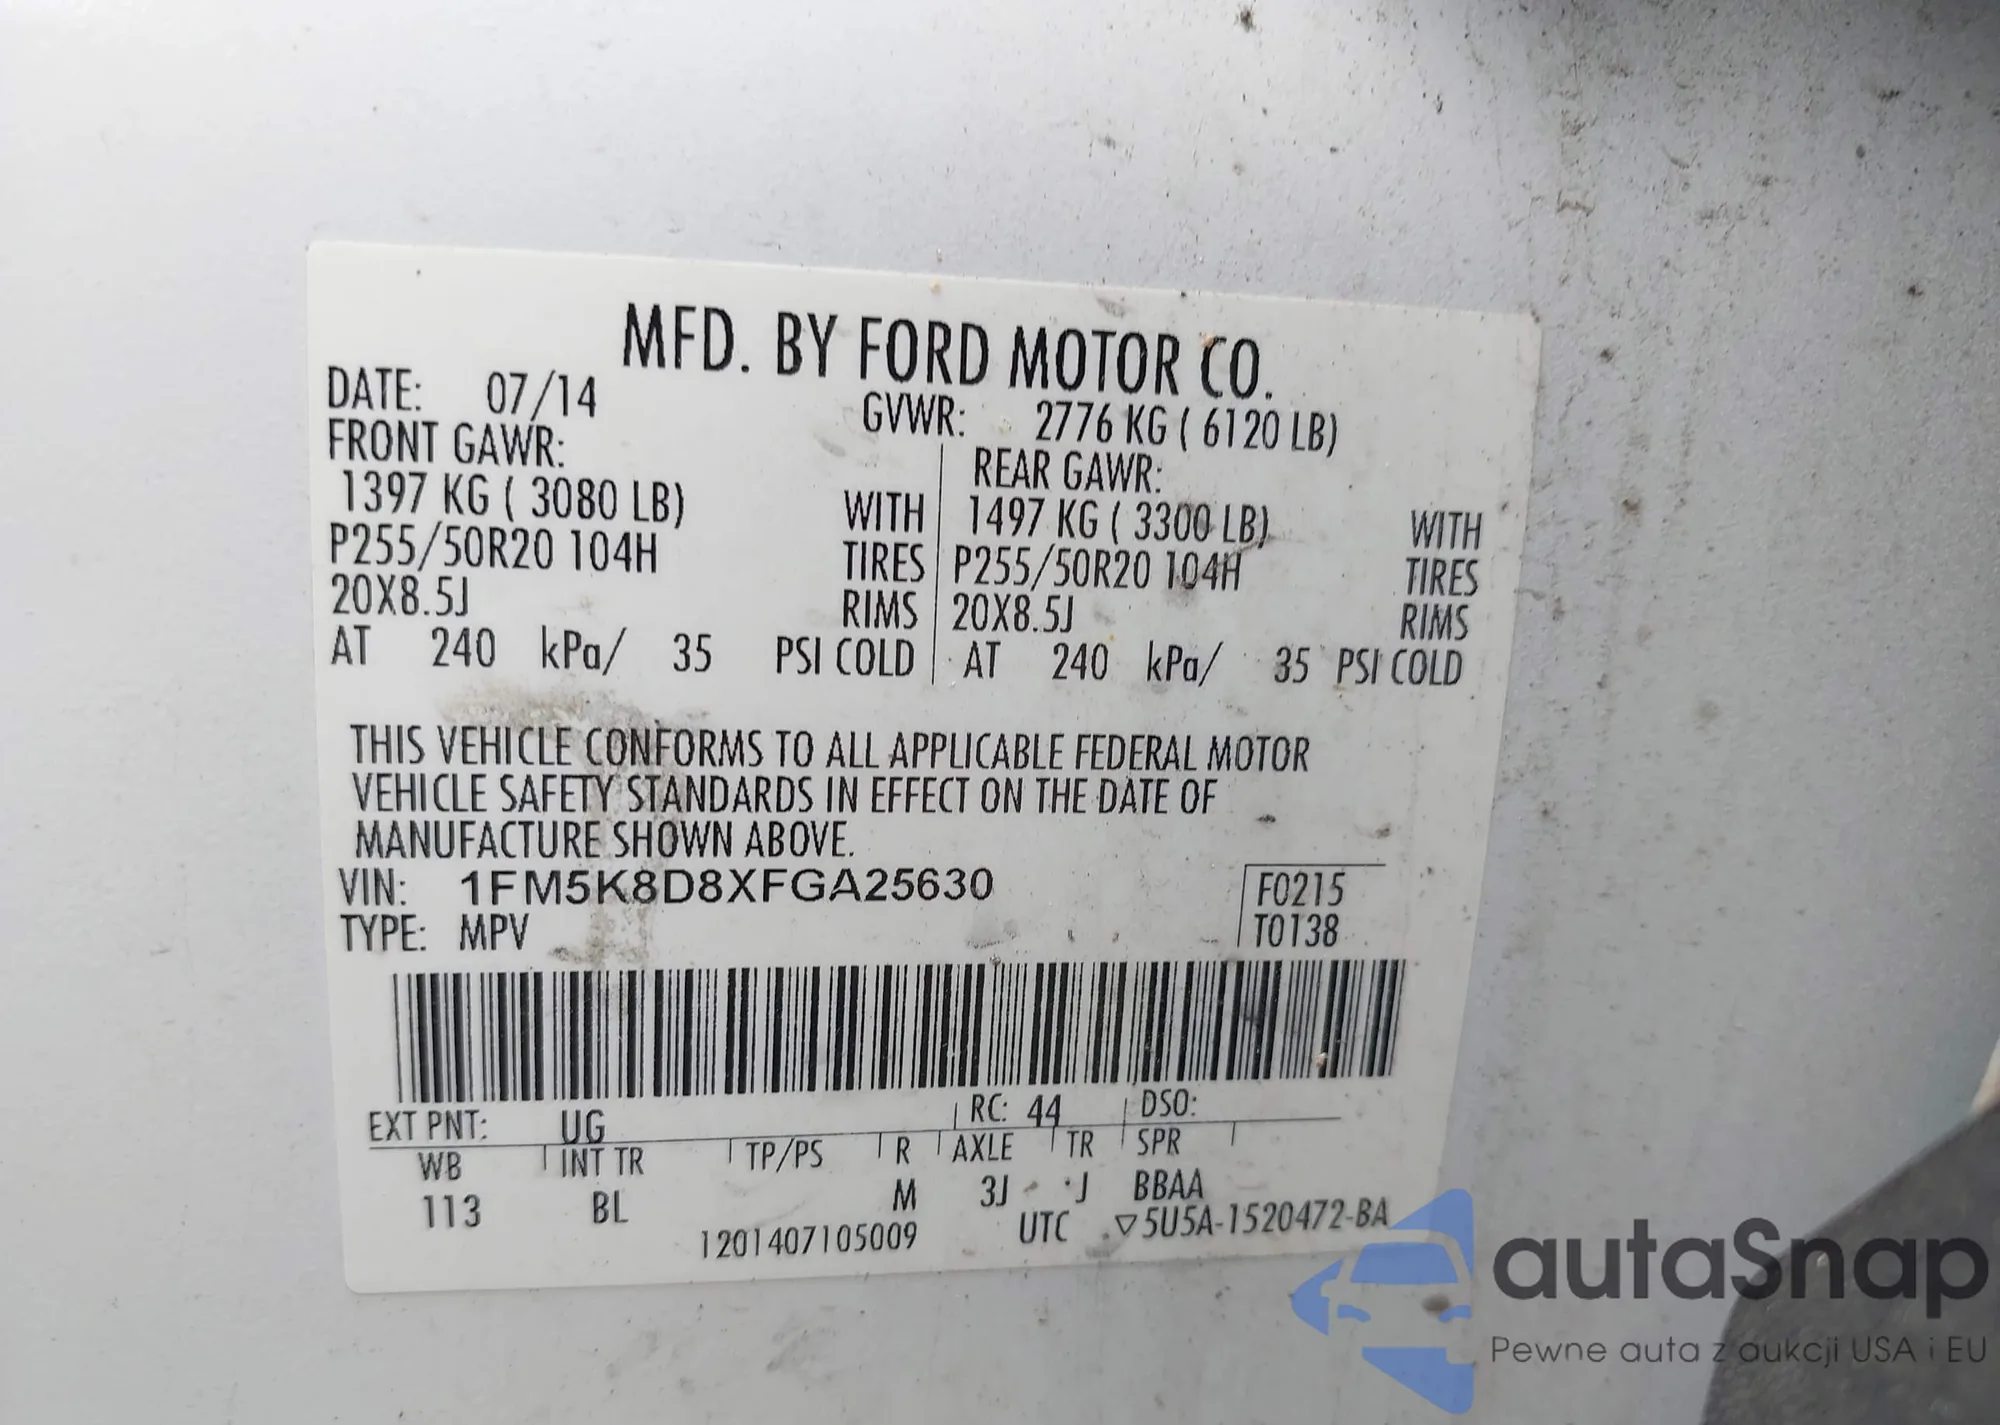 MFD. BY FORD MOTOR CO.
DATE: 07/14 GVWR: 2776 KG ( 6120 LB)
FRONT GAWR: REAR GAWR:
1397 KG ( 3080 LB) WITH 1497 KG ( 3300 LB) WITH
P255/50R20 104H TIRES P255/50R20 104H TIRES
20X8.5J RIMS 20X8.5J RIMS
AT 240 kPa/ 35 PSI COLD AT 240 kPa/ 35 PSI COLD
THIS VEHICLE CONFORMS TO ALL APPLICABLE FEDERAL MOTOR
VEHICLE SAFETY STANDARDS IN EFFECT ON THE DATE OF
MANUFACTURE SHOWN ABOVE.
VIN: 1FM5K8D8XFGA25630 F0215
TYPE: MPV T0138
EXT PNT: UG RC: 44 DSO:
WB INT TR TP/PS R AXLE TR SPR
113 BL M 3J J BBAA
1201407105009 UTC ▽5U5A-1520472-BA
autaSnap
Pewne auta z aukcji USA i EU